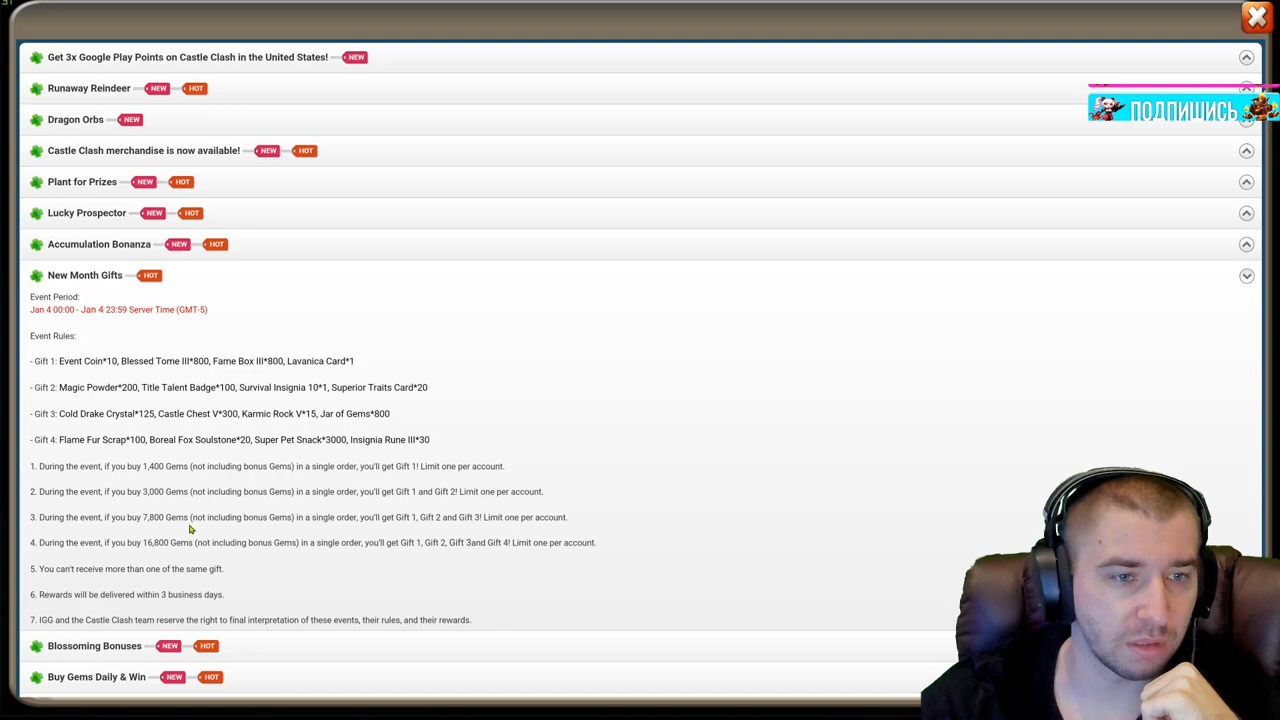 Get 3x Google Play Points on Castle Clash in the United States! NEW
Runaway Reindeer NEW HOT
ПОДПИШИСЬ
Dragon Orbs NEW
Castle Clash merchandise is now available! NEW HOT
Plant for Prizes NEW HOT
Lucky Prospector NEW HOT
Accumulation Bonanza NEW HOT
New Month Gifts HOT
Event Period:
Jan 4 00:00 - Jan 4 23:59 Server Time (GMT-5)
Event Rules:
- Gift 1: Event Coin*10, Blessed Tome III*800, Fame Box III*800, Lavanica Card*1
- Gift 2: Magic Powder*200, Title Talent Badge*100, Survival Insignia 10*1, Superior Traits Card*20
- Gift 3: Cold Drake Crystal*125, Castle Chest V*300, Karmic Rock V*15, Jar of Gems*800
- Gift 4: Flame Fur Scrap*100, Boreal Fox Soulstone*20, Super Pet Snack*3000, Insignia Rune III*30
1. During the event, if you buy 1,400 Gems (not including bonus Gems) in a single order, you'll get Gift 1! Limit one per account.
2. During the event, if you buy 3,000 Gems (not including bonus Gems) in a single order, you'll get Gift 1 and Gift 2! Limit one per account.
3. During the event, if you buy 7,800 Gems (not including bonus Gems) in a single order, you'll get Gift 1, Gift 2 and Gift 3! Limit one per account.
4. During the event, if you buy 16,800 Gems (not including bonus Gems) in a single order, you'll get Gift 1, Gift 2, Gift 3and Gift 4! Limit one per account.
5. You can't receive more than one of the same gift.
6. Rewards will be delivered within 3 business days.
7. IGG and the Castle Clash team reserve the right to final interpretation of these events, their rules, and their rewards.
Blossoming Bonuses NEW HOT
Buy Gems Daily & Win NEW HOT